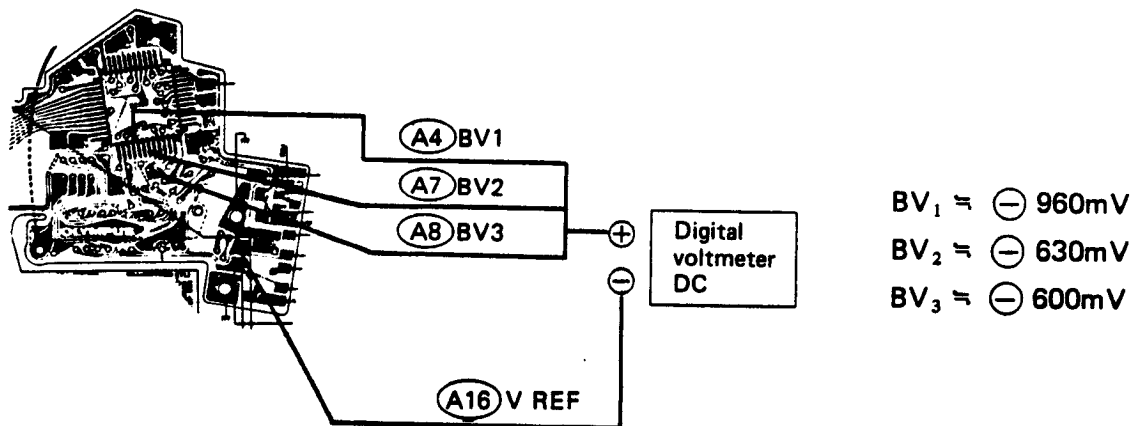 A4 BV1
A7 BV2
A8 BV3
A16 V REF
⊕
⊖
Digital
voltmeter
DC
BV₁ ≒ ⊖ 960mV
BV₂ ≒ ⊖ 630mV
BV₃ ≒ ⊖ 600mV